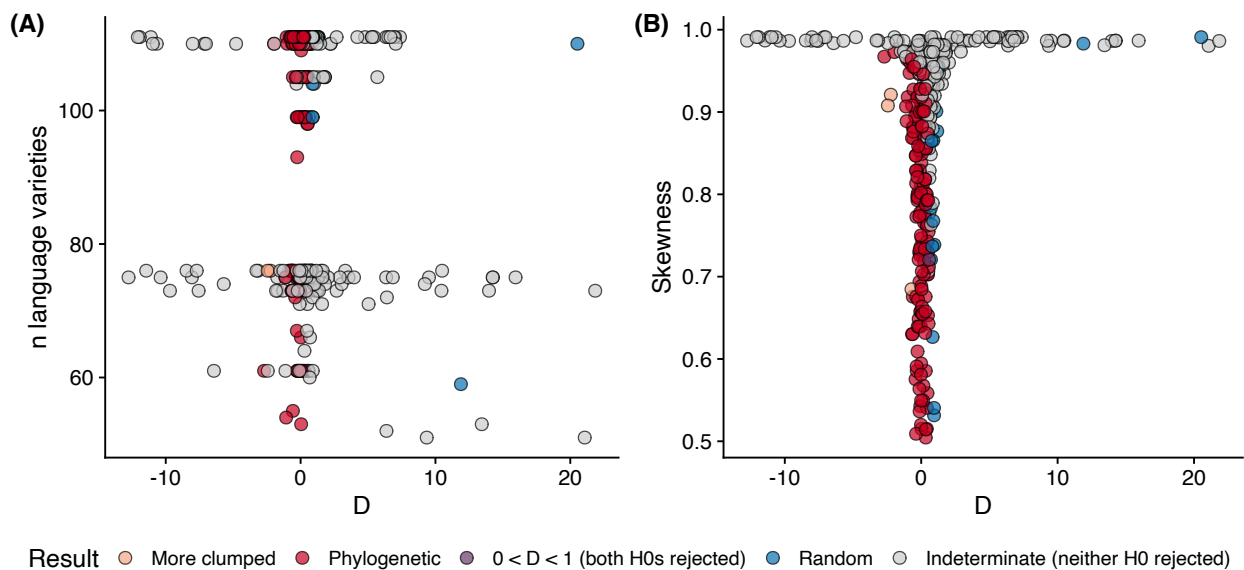 (A)
n language varieties
100
80
60
-10 0 10 20
D
(B)
Skewness
1.0
0.9
0.8
0.7
0.6
0.5
-10 0 10 20
D
Result More clumped Phylogenetic 0 < D < 1 (both H0s rejected) Random Indeterminate (neither H0 rejected)